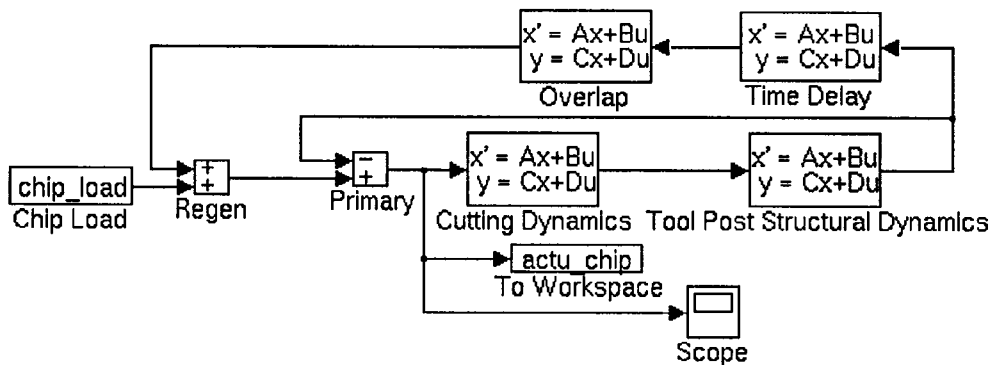 x' = Ax+Bu
y = Cx+Du
Overlap
x' = Ax+Bu
y = Cx+Du
Time Delay
chip_load
Chip Load
+
+
Regen
−
+
Primary
x' = Ax+Bu
y = Cx+Du
Cutting Dynamics
x' = Ax+Bu
y = Cx+Du
Tool Post Structural Dynamics
actu_chip
To Workspace
Scope